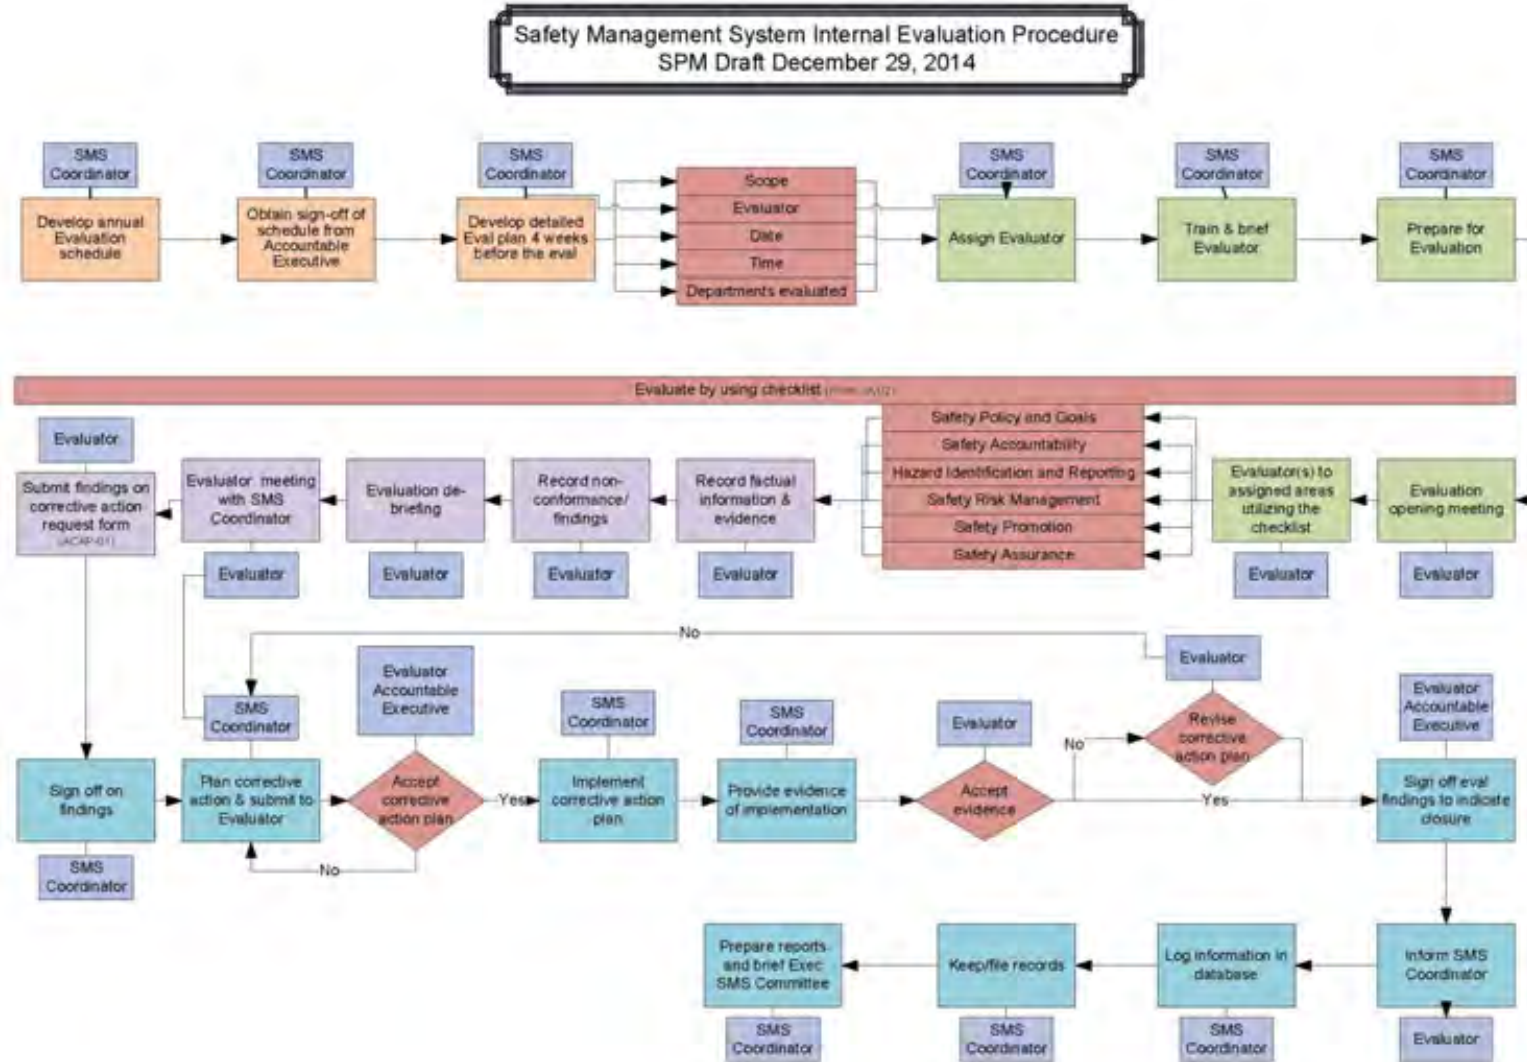 Safety Management System Internal Evaluation Procedure
SPM Draft December 29, 2014
SMS
Coordinator
SMS
Coordinator
SMS
Coordinator
SMS
Coordinator
SMS
Coordinator
SMS
Coordinator
Develop annual
Evaluation
schedule
Obtain sign-off of
schedule from
Accountable
Executive
Develop detailed
Eval plan 4 weeks
before the eval
Scope
Evaluator
Date
Time
Departments evaluated
Assign Evaluator
Train & brief
Evaluator
Prepare for
Evaluation
Evaluate by using checklist
Evaluation
opening meeting
Evaluator
Evaluator(s) to
assigned areas
utilizing the
checklist
Evaluator
Safety Policy and Goals
Safety Accountability
Hazard Identification and Reporting
Safety Risk Management
Safety Promotion
Safety Assurance
Record factual
information &
evidence
Evaluator
Record non-
conformance/
findings
Evaluator
Evaluation de-
briefing
Evaluator
Evaluator meeting
with SMS
Coordinator
Evaluator
Evaluator
Submit findings on
corrective action
request form
(ACAP-01)
Sign off on
findings
SMS
Coordinator
SMS
Coordinator
Plan corrective
action & submit to
Evaluator
Evaluator
Accountable
Executive
Accept
corrective
action plan
No
Yes
SMS
Coordinator
Implement
corrective action
plan
SMS
Coordinator
Provide evidence
of implementation
Evaluator
Accept
evidence
No
Yes
Evaluator
Revise
corrective
action plan
No
Evaluator
Accountable
Executive
Sign off eval
findings to indicate
closure
Inform SMS
Coordinator
Evaluator
Log information in
database
SMS
Coordinator
Keep/file records
SMS
Coordinator
Prepare reports
and brief Exec
SMS Committee
SMS
Coordinator